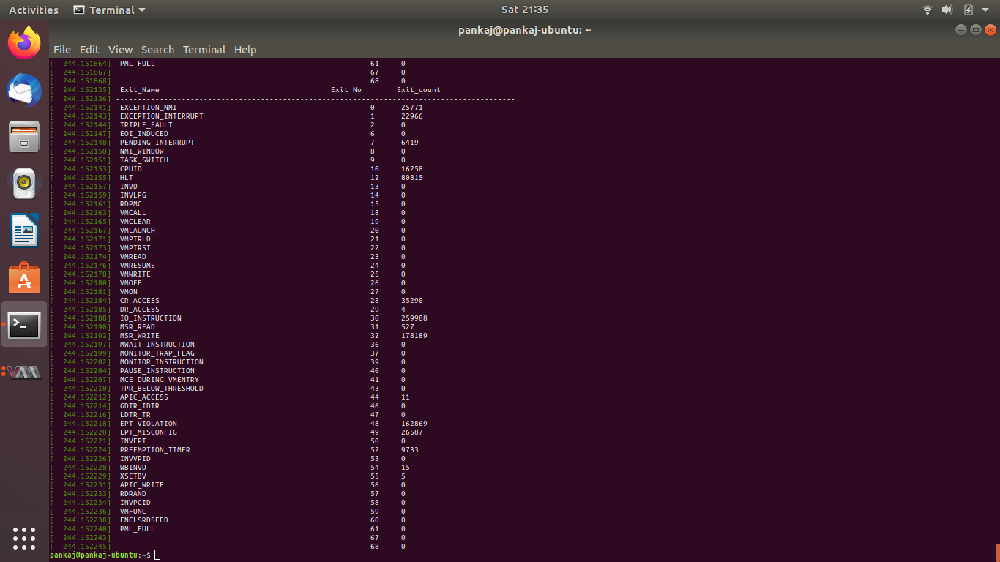 Activities Terminal Sat 21:35
pankaj@pankaj-ubuntu: ~
File Edit View Search Terminal Help
[  244.151864] PML_FULL 61 0
[  244.151867] 67 0
[  244.151868] 68 0
[  244.152135] Exit_Name Exit No Exit_count
[  244.152136] -------------------------------------------------------------------------------------------
[  244.152141] EXCEPTION_NMI 0 25771
[  244.152143] EXCEPTION_INTERRUPT 1 22966
[  244.152144] TRIPLE_FAULT 2 0
[  244.152147] EOI_INDUCED 6 0
[  244.152148] PENDING_INTERRUPT 7 6419
[  244.152150] NMI_WINDOW 8 0
[  244.152151] TASK_SWITCH 9 0
[  244.152153] CPUID 10 16258
[  244.152155] HLT 12 80815
[  244.152157] INVD 13 0
[  244.152159] INVLPG 14 0
[  244.152161] RDPMC 15 0
[  244.152163] VMCALL 18 0
[  244.152165] VMCLEAR 19 0
[  244.152167] VMLAUNCH 20 0
[  244.152171] VMPTRLD 21 0
[  244.152173] VMPTRST 22 0
[  244.152174] VMREAD 23 0
[  244.152176] VMRESUME 24 0
[  244.152178] VMWRITE 25 0
[  244.152180] VMOFF 26 0
[  244.152181] VMON 27 0
[  244.152184] CR_ACCESS 28 35290
[  244.152185] DR_ACCESS 29 4
[  244.152188] IO_INSTRUCTION 30 259988
[  244.152190] MSR_READ 31 527
[  244.152192] MSR_WRITE 32 178189
[  244.152197] MWAIT_INSTRUCTION 36 0
[  244.152199] MONITOR_TRAP_FLAG 37 0
[  244.152202] MONITOR_INSTRUCTION 39 0
[  244.152204] PAUSE_INSTRUCTION 40 0
[  244.152207] MCE_DURING_VMENTRY 41 0
[  244.152210] TPR_BELOW_THRESHOLD 43 0
[  244.152212] APIC_ACCESS 44 11
[  244.152214] GDTR_IDTR 46 0
[  244.152216] LDTR_TR 47 0
[  244.152218] EPT_VIOLATION 48 162869
[  244.152220] EPT_MISCONFIG 49 26587
[  244.152221] INVEPT 50 0
[  244.152224] PREEMPTION_TIMER 52 9733
[  244.152226] INVVPID 53 0
[  244.152228] WBINVD 54 15
[  244.152229] XSETBV 55 5
[  244.152231] APIC_WRITE 56 0
[  244.152233] RDRAND 57 0
[  244.152234] INVPCID 58 0
[  244.152236] VMFUNC 59 0
[  244.152238] ENCLSRDSEED 60 0
[  244.152240] PML_FULL 61 0
[  244.152243] 67 0
[  244.152245] 68 0
pankaj@pankaj-ubuntu:~$